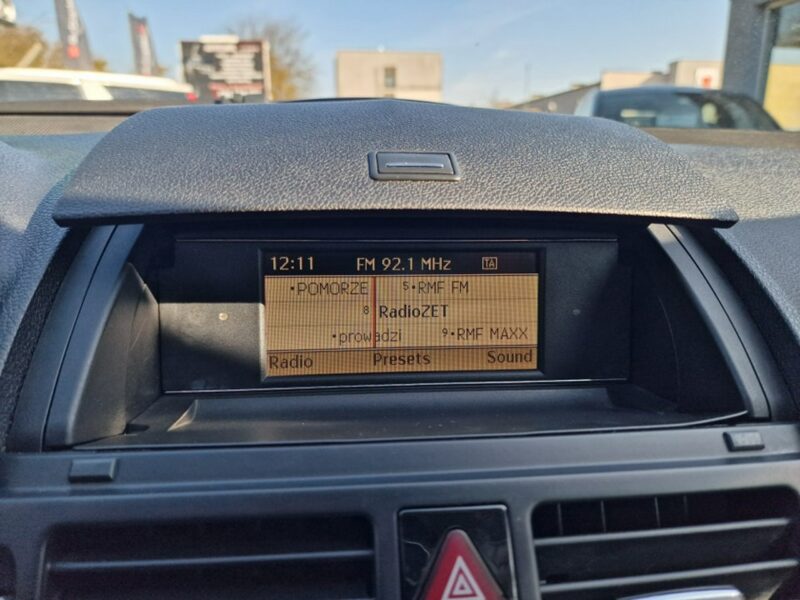 12:11 FM 92.1 MHz TA
•POMORZE 5•RMF FM
8 RadioZET
•prowadzi 9•RMF MAXX
Radio Presets Sound